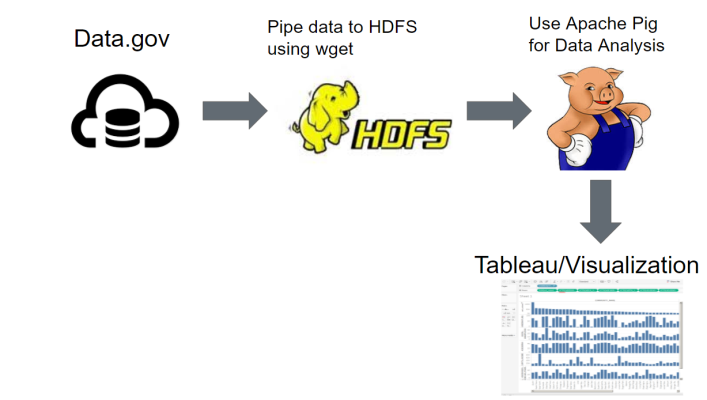 Data.gov
Pipe data to HDFS
using wget
HDFS
Use Apache Pig
for Data Analysis
Tableau/Visualization